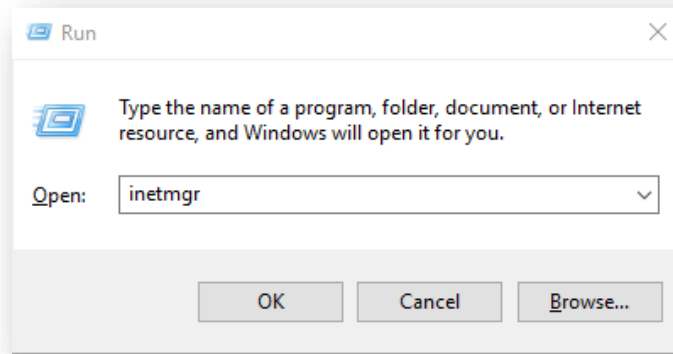 Run
Type the name of a program, folder, document, or Internet
resource, and Windows will open it for you.
Open: inetmgr
OK Cancel Browse...